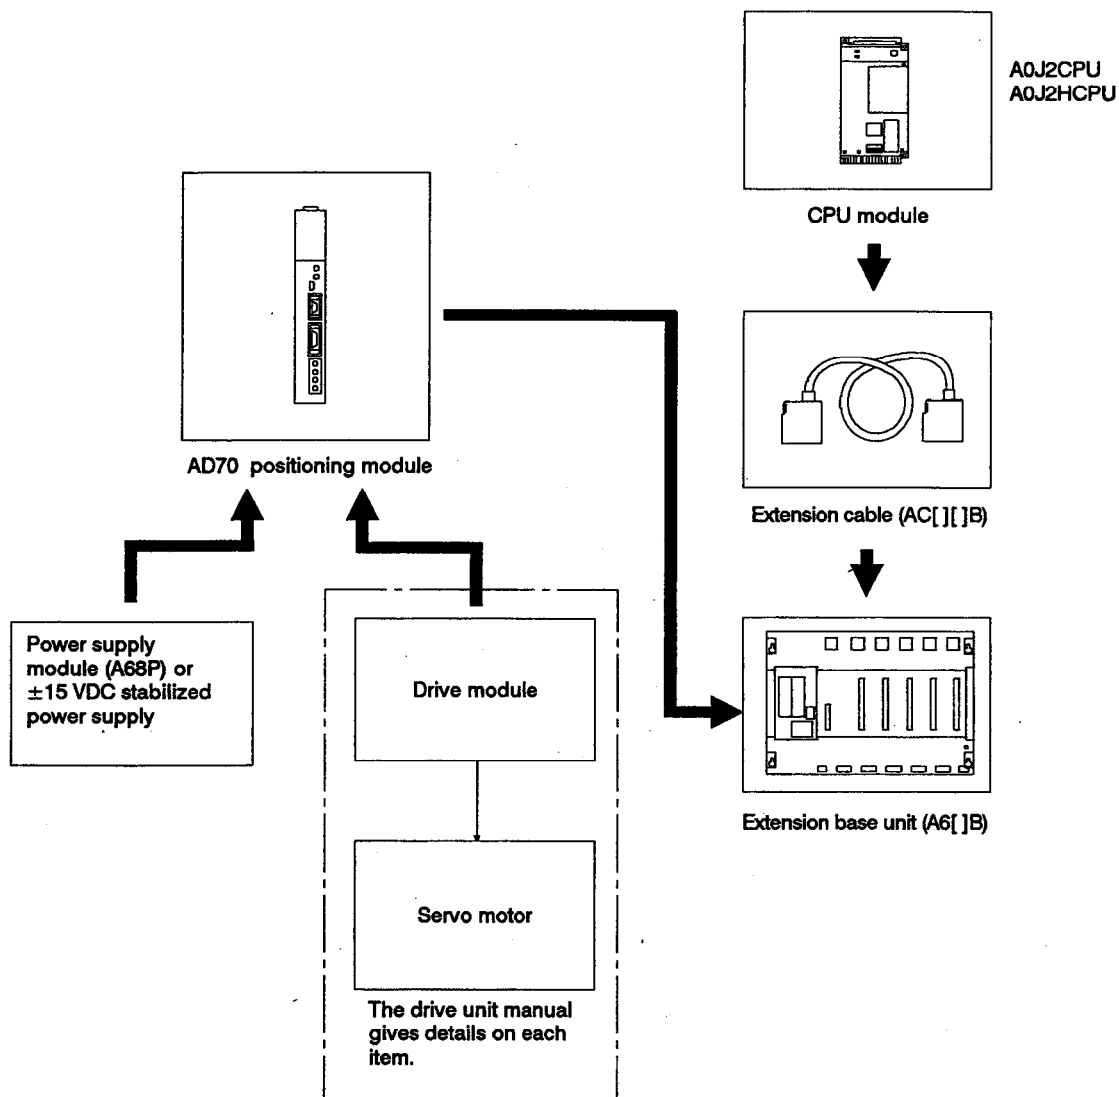 A0J2CPU
A0J2HCPU
CPU module
AD70 positioning module
Extension cable (AC[ ][ ]B)
Power supply
module (A68P) or
±15 VDC stabilized
power supply
Drive module
Extension base unit (A6[ ]B)
Servo motor
The drive unit manual
gives details on each
item.